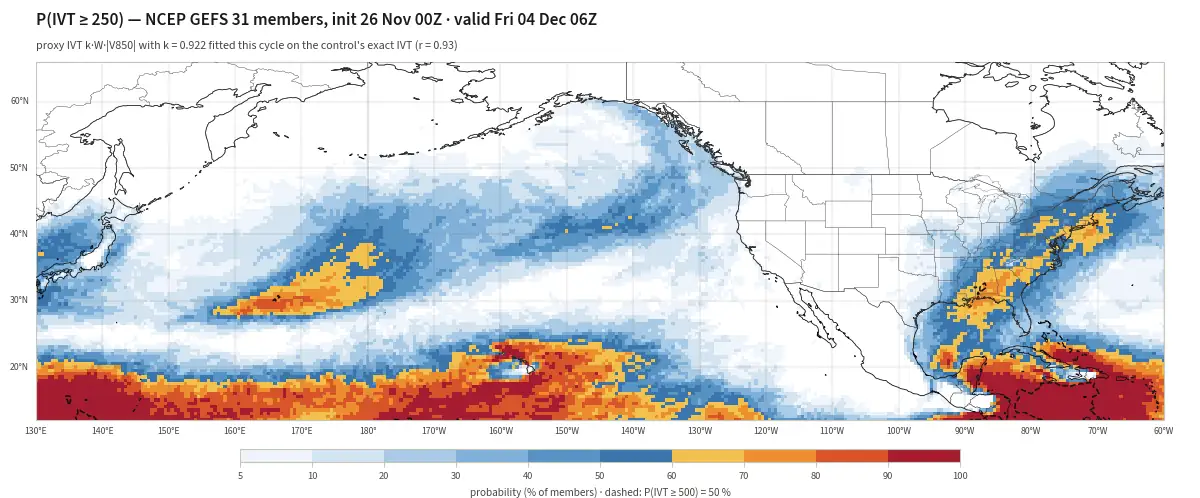 P(IVT ≥ 250) — NCEP GEFS 31 members, init 26 Nov 00Z · valid Fri 04 Dec 06Z
proxy IVT k·W·|V850| with k = 0.922 fitted this cycle on the control's exact IVT (r = 0.93)
60°N
50°N
40°N
30°N
20°N
130°E 140°E 150°E 160°E 170°E 180° 170°W 160°W 150°W 140°W 130°W 120°W 110°W 100°W 90°W 80°W 70°W 60°W
5 10 20 30 40 50 60 70 80 90 100
probability (% of members) · dashed: P(IVT ≥ 500) = 50 %